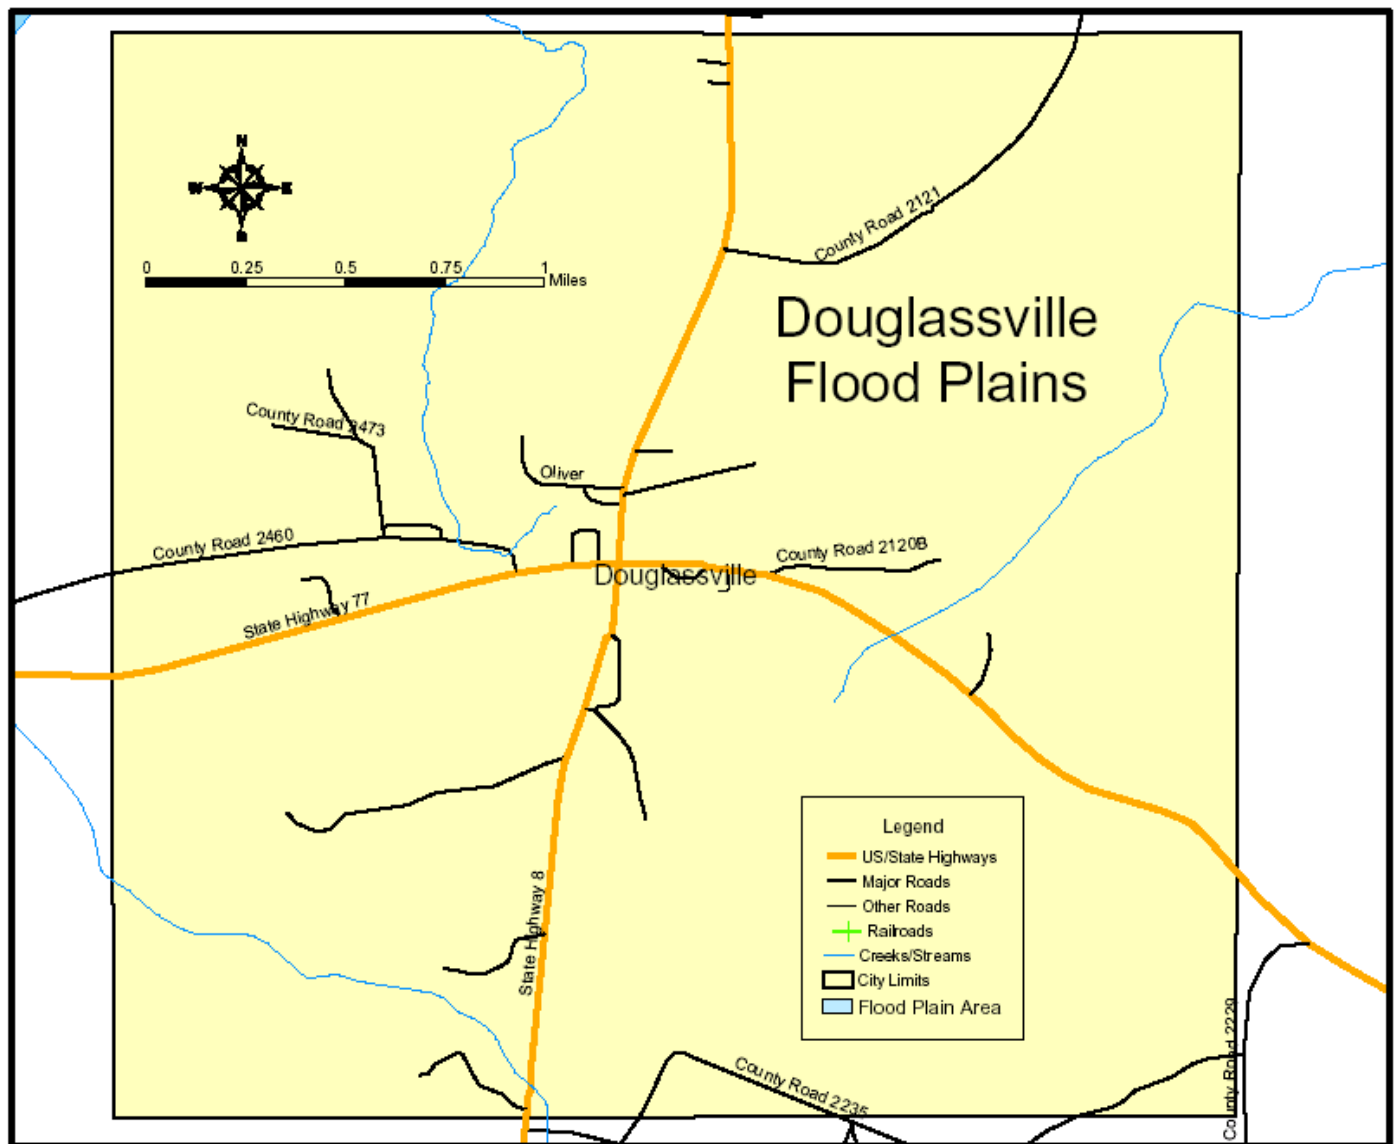 N
W E
S
0 0.25 0.5 0.75 1
Miles
County Road 2121
Douglassville
Flood Plains
County Road 2473
Oliver
County Road 2460
County Road 2120B
Douglassville
State Highway 77
State Highway 8
Legend
US/State Highways
Major Roads
Other Roads
Railroads
Creeks/Streams
City Limits
Flood Plain Area
County Road 2235
County Road 2229